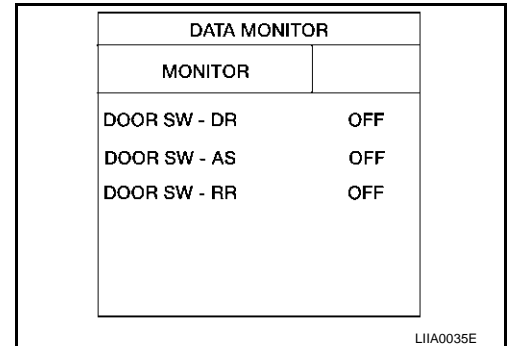 DATA MONITOR
MONITOR
DOOR SW - DR OFF
DOOR SW - AS OFF
DOOR SW - RR OFF
LIIA0035E